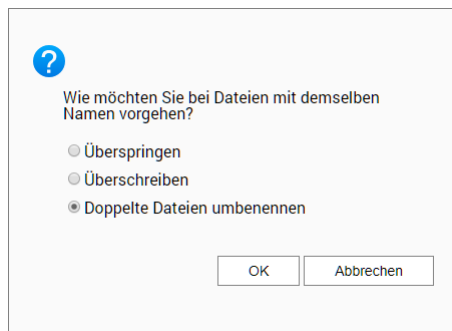 ?
Wie möchten Sie bei Dateien mit demselben
Namen vorgehen?
Überspringen
Überschreiben
Doppelte Dateien umbenennen
OK Abbrechen